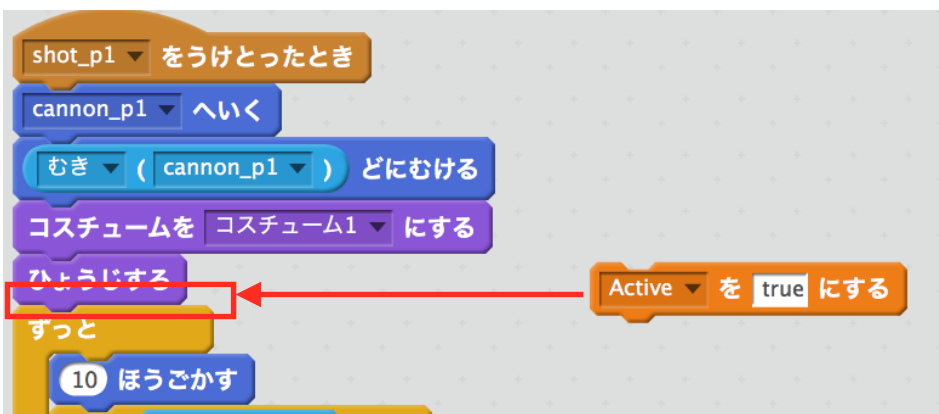 shot_p1 をうけとったとき
cannon_p1 へいく
むき ( cannon_p1 ) どにむける
コスチュームを コスチューム1 にする
ひょうじする
Active を true にする
ずっと
10 ほうごかす